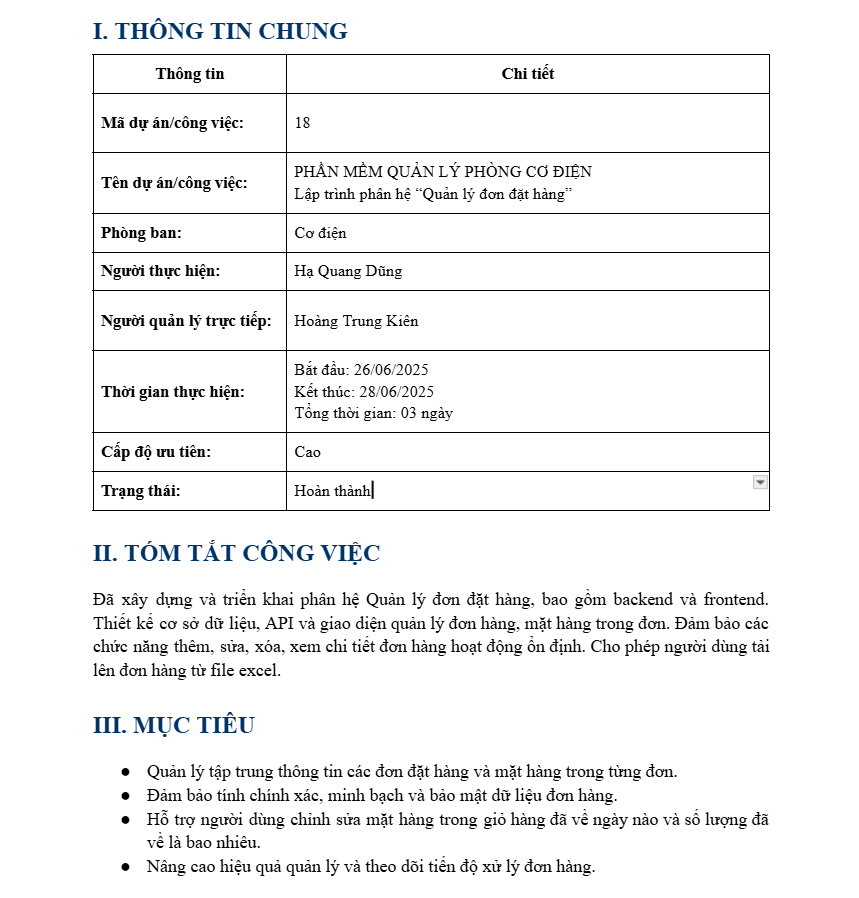 I. THÔNG TIN CHUNG
Thông tin Chi tiết
Mã dự án/công việc: 18
Tên dự án/công việc: PHẦN MỀM QUẢN LÝ PHÒNG CƠ ĐIỆN
Lập trình phân hệ “Quản lý đơn đặt hàng”
Phòng ban: Cơ điện
Người thực hiện: Hạ Quang Dũng
Người quản lý trực tiếp: Hoàng Trung Kiên
Thời gian thực hiện: Bắt đầu: 26/06/2025
Kết thúc: 28/06/2025
Tổng thời gian: 03 ngày
Cấp độ ưu tiên: Cao
Trạng thái: Hoàn thành
II. TÓM TẮT CÔNG VIỆC
Đã xây dựng và triển khai phân hệ Quản lý đơn đặt hàng, bao gồm backend và frontend.
Thiết kế cơ sở dữ liệu, API và giao diện quản lý đơn hàng, mặt hàng trong đơn. Đảm bảo các
chức năng thêm, sửa, xóa, xem chi tiết đơn hàng hoạt động ổn định. Cho phép người dùng tải
lên đơn hàng từ file excel.
III. MỤC TIÊU
● Quản lý tập trung thông tin các đơn đặt hàng và mặt hàng trong từng đơn.
● Đảm bảo tính chính xác, minh bạch và bảo mật dữ liệu đơn hàng.
● Hỗ trợ người dùng chỉnh sửa mặt hàng trong giỏ hàng đã về ngày nào và số lượng đã
về là bao nhiêu.
● Nâng cao hiệu quả quản lý và theo dõi tiến độ xử lý đơn hàng.